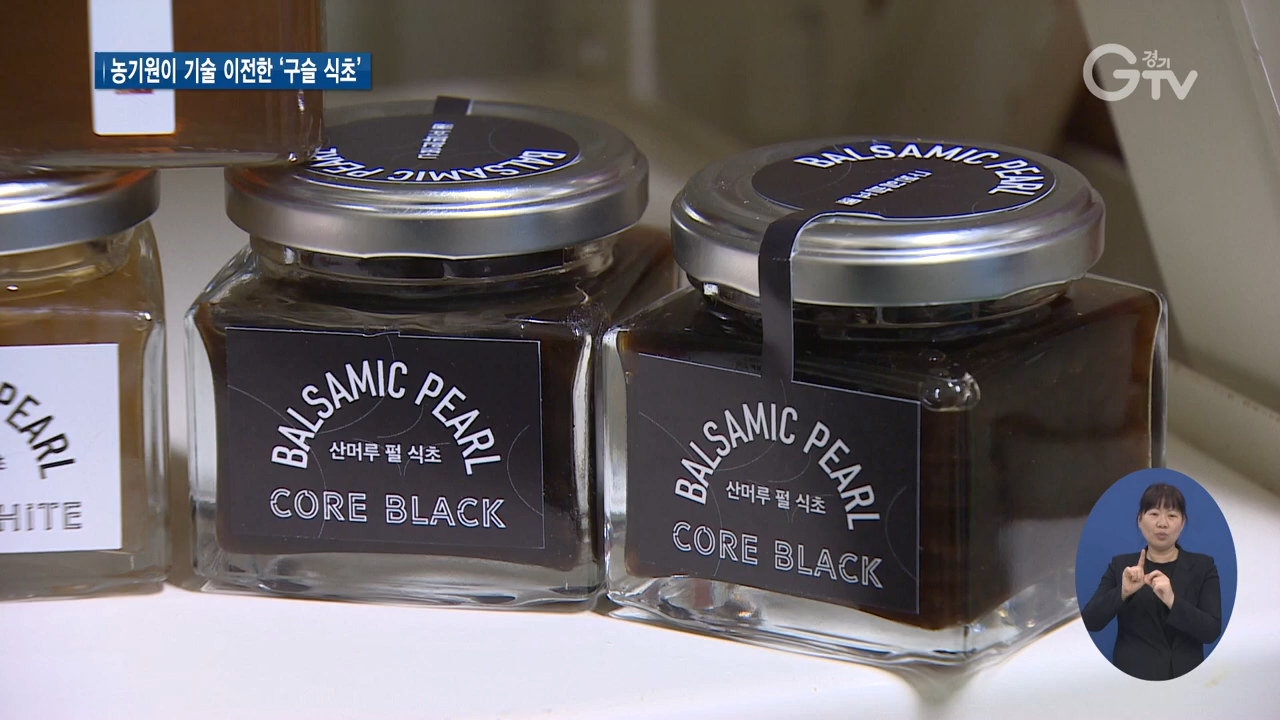 농기원이 기술 이전한 '구슬 식초'
경기
GTV
BALSAMIC PEARL
BALSAMIC PEARL
PEARL
HITE
BALSAMIC PEARL
산머루 펄 식초
CORE BLACK
BALSAMIC PEARL
산머루 펄 식초
CORE BLACK